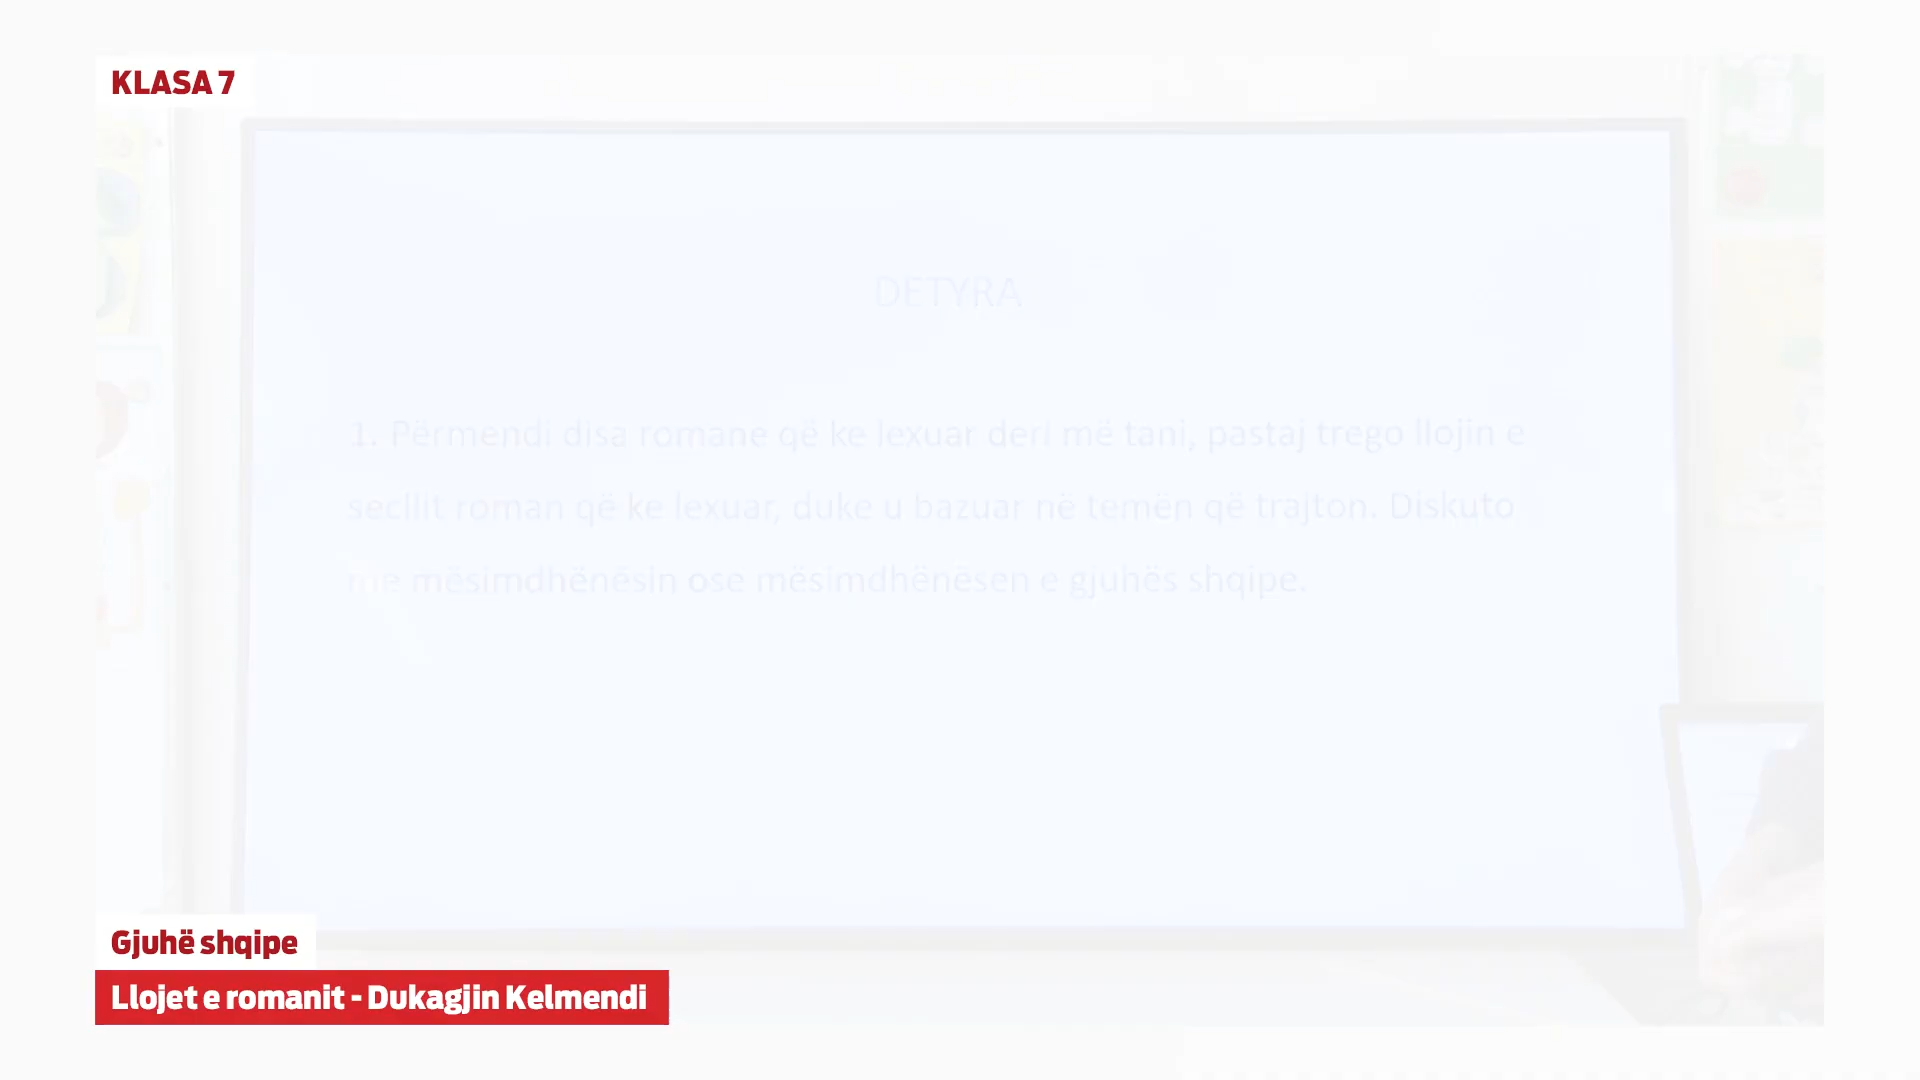 KLASA 7
DETYRA
1. Përmendi disa romane që ke lexuar deri më tani, pastaj trego llojin e
secilit roman që ke lexuar, duke u bazuar në temën që trajton. Diskuto
me mësimdhënësin ose mësimdhënësen e gjuhës shqipe.
Gjuhë shqipe
Llojet e romanit - Dukagjin Kelmendi